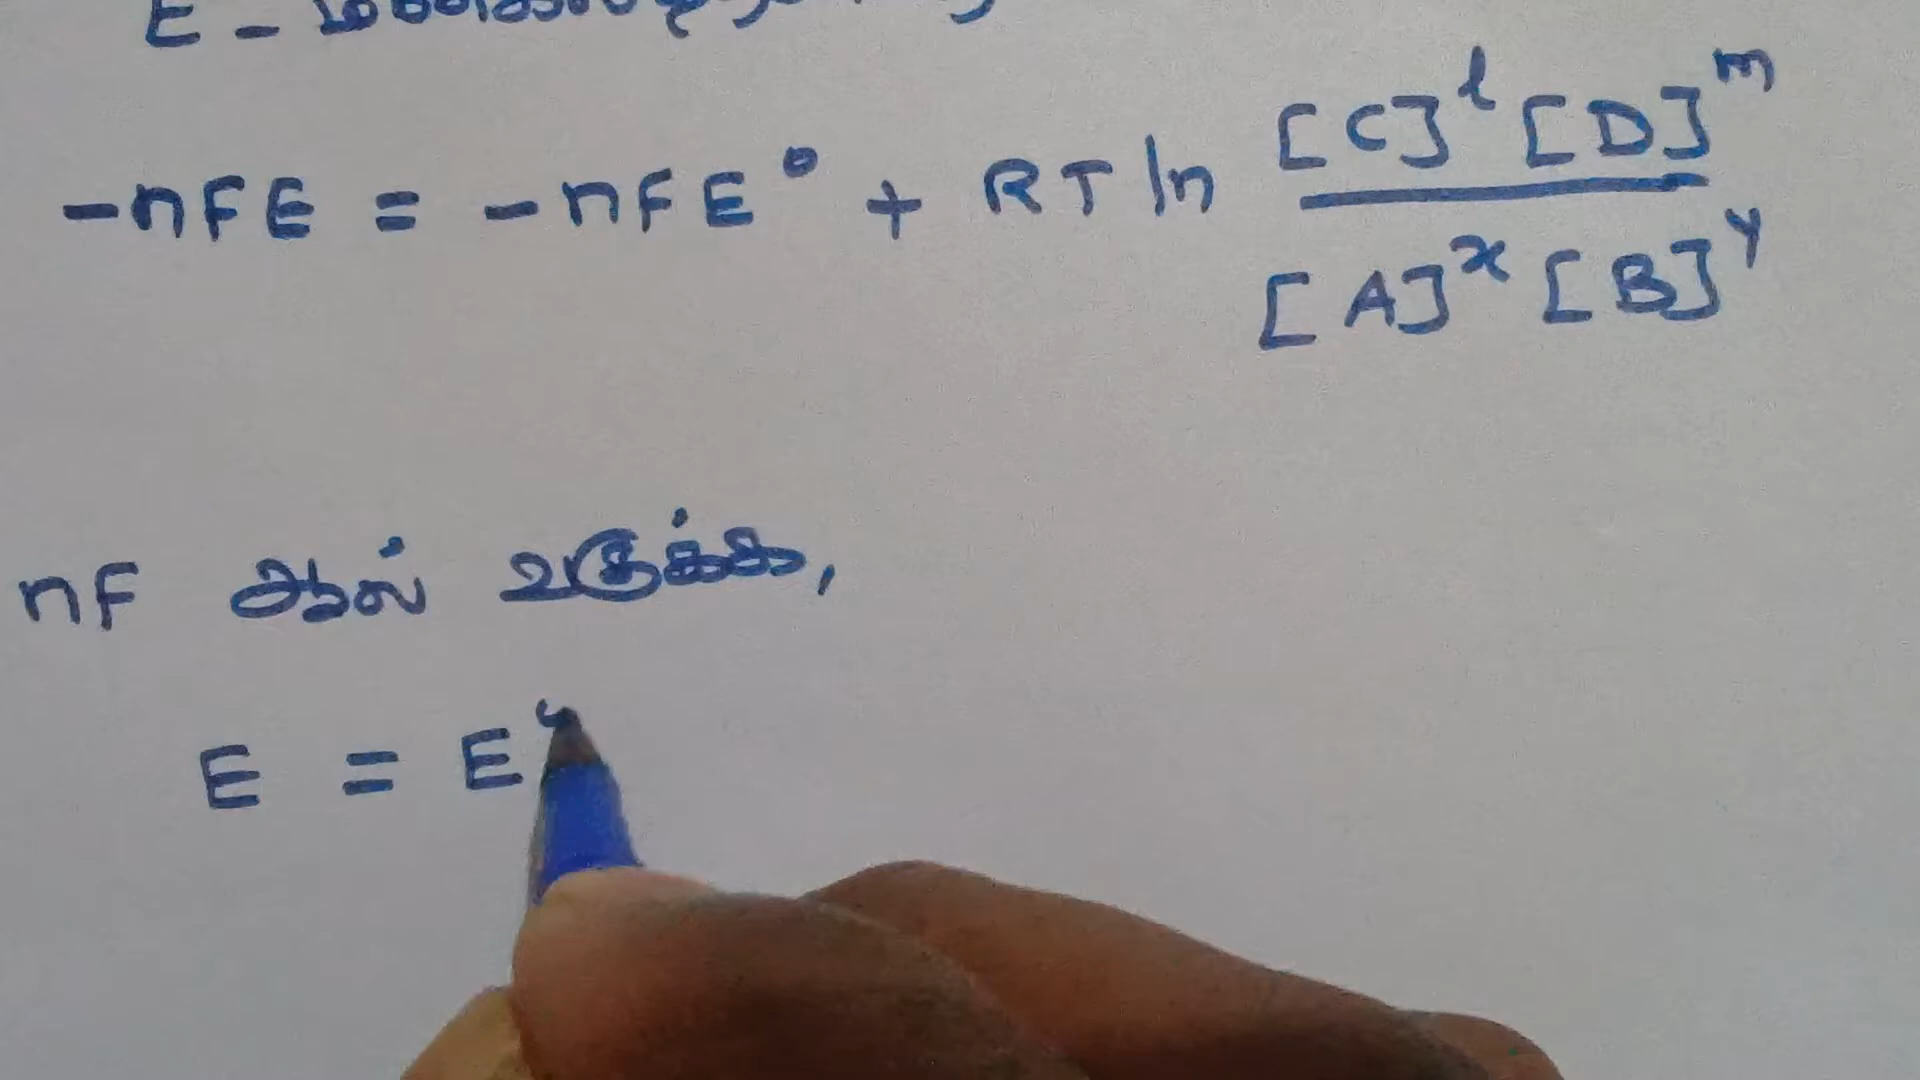 E -
-nFE = -nFE° + RT ln [C]^l [D]^m / [A]^x [B]^y
nF ஆல் வகுக்க,
E = E°